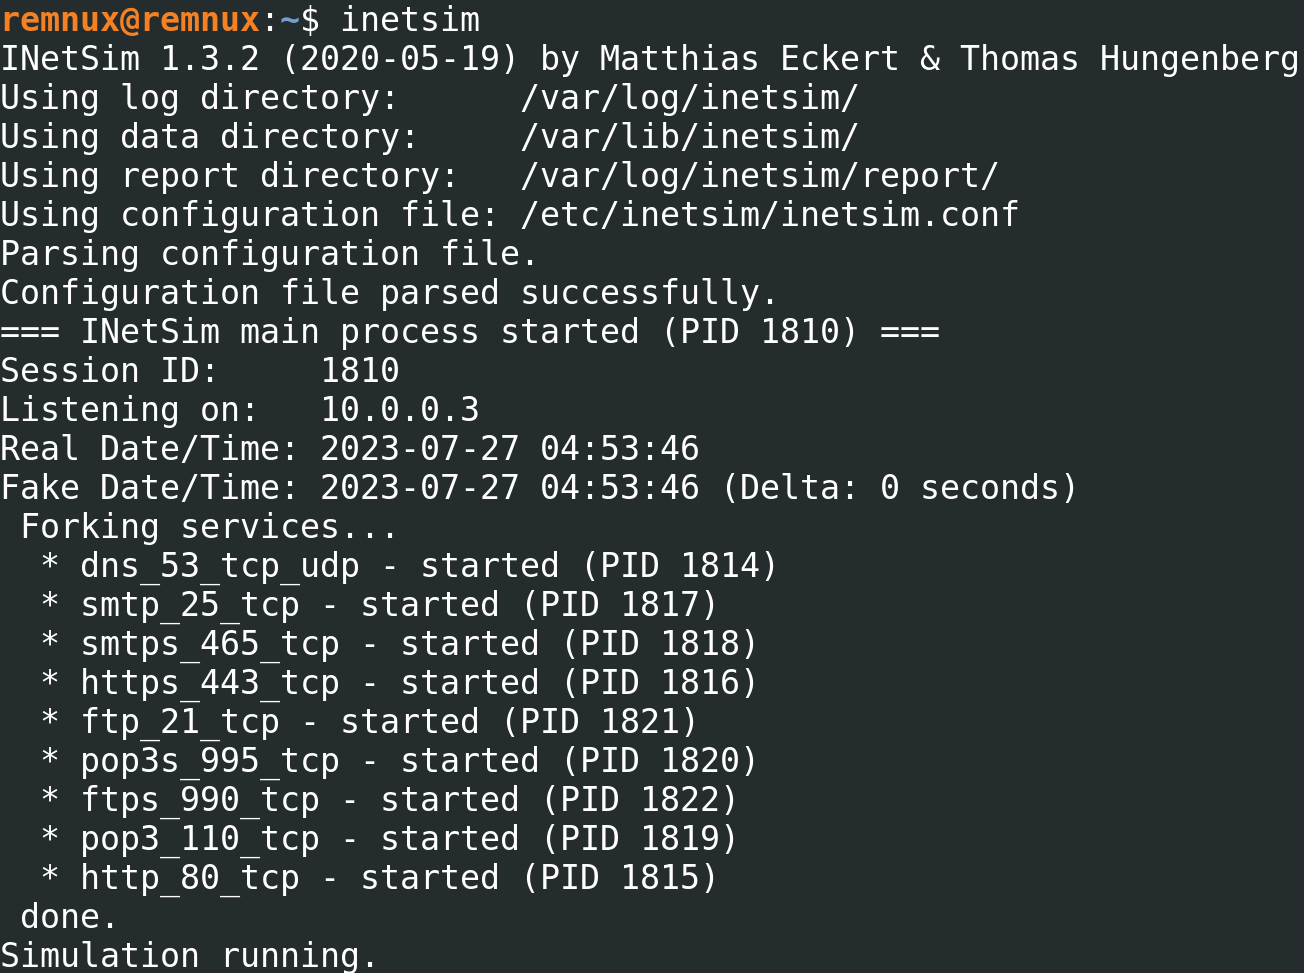 remnux@remnux:~$ inetsim
INetSim 1.3.2 (2020-05-19) by Matthias Eckert & Thomas Hungenberg
Using log directory:      /var/log/inetsim/
Using data directory:     /var/lib/inetsim/
Using report directory:   /var/log/inetsim/report/
Using configuration file: /etc/inetsim/inetsim.conf
Parsing configuration file.
Configuration file parsed successfully.
=== INetSim main process started (PID 1810) ===
Session ID:     1810
Listening on:   10.0.0.3
Real Date/Time: 2023-07-27 04:53:46
Fake Date/Time: 2023-07-27 04:53:46 (Delta: 0 seconds)
 Forking services...
  * dns_53_tcp_udp - started (PID 1814)
  * smtp_25_tcp - started (PID 1817)
  * smtps_465_tcp - started (PID 1818)
  * https_443_tcp - started (PID 1816)
  * ftp_21_tcp - started (PID 1821)
  * pop3s_995_tcp - started (PID 1820)
  * ftps_990_tcp - started (PID 1822)
  * pop3_110_tcp - started (PID 1819)
  * http_80_tcp - started (PID 1815)
 done.
Simulation running.